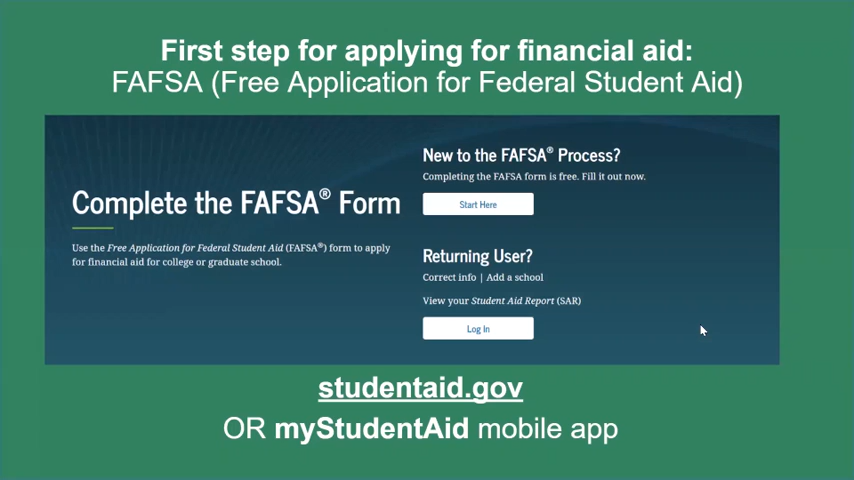 First step for applying for financial aid:
FAFSA (Free Application for Federal Student Aid)
Complete the FAFSA® Form
Use the Free Application for Federal Student Aid (FAFSA®) form to apply
for financial aid for college or graduate school.
New to the FAFSA® Process?
Completing the FAFSA form is free. Fill it out now.
Start Here
Returning User?
Correct info | Add a school
View your Student Aid Report (SAR)
Log In
studentaid.gov
OR myStudentAid mobile app